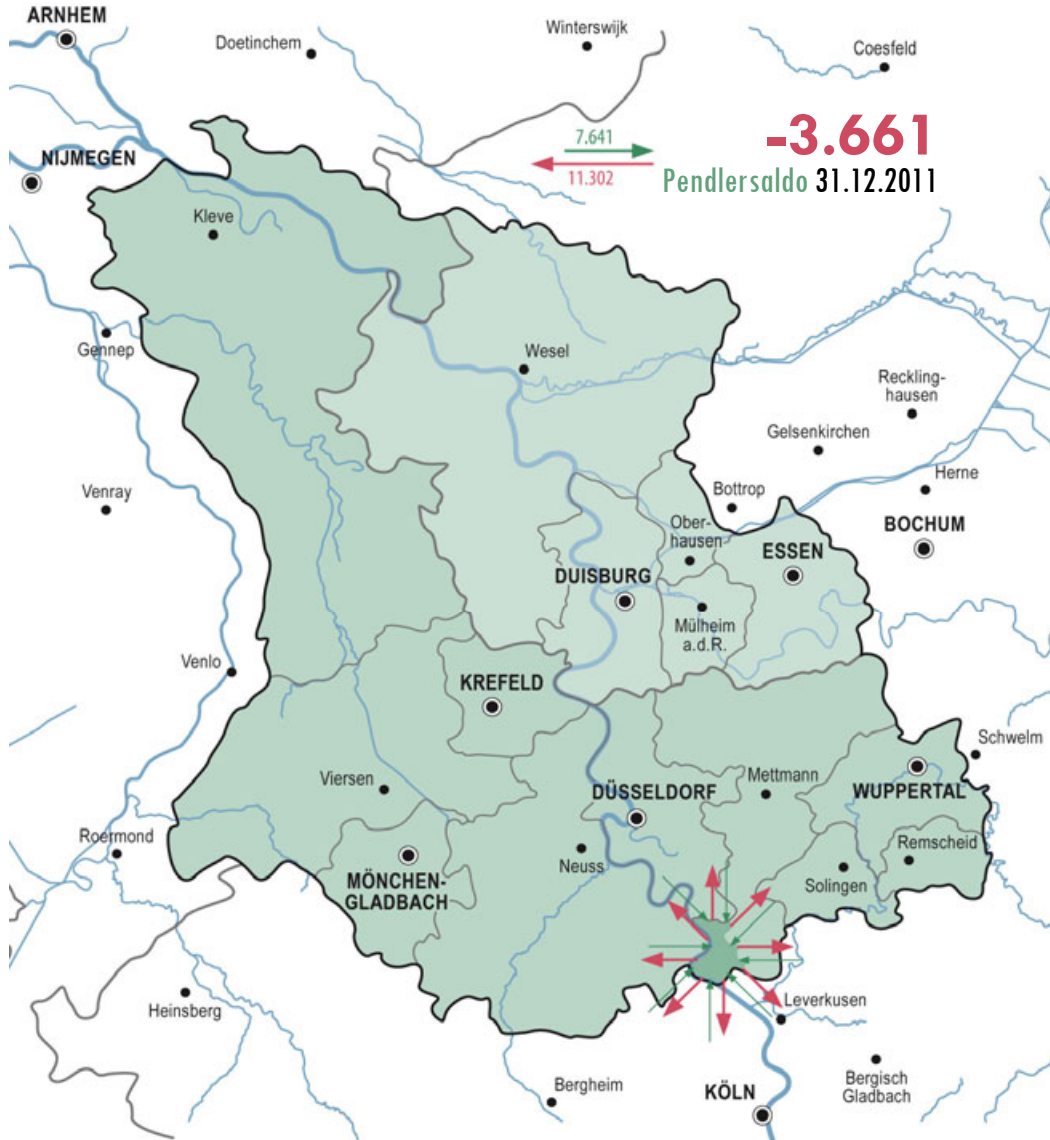 ARNHEM
Doetinchem
Winterswijk
Coesfeld
7.641
11.302
-3.661
Pendlersaldo 31.12.2011
NIJMEGEN
Kleve
Gennep
Wesel
Reckling-
hausen
Gelsenkirchen
Herne
Venray
Bottrop
Ober-
hausen
ESSEN
BOCHUM
DUISBURG
Mülheim
a.d.R.
Venlo
KREFELD
Schwelm
Viersen
Mettmann
DÜSSELDORF
WUPPERTAL
Roermond
Neuss
Remscheid
MÖNCHEN-
GLADBACH
Solingen
Heinsberg
Leverkusen
Bergheim
KÖLN
Bergisch
Gladbach